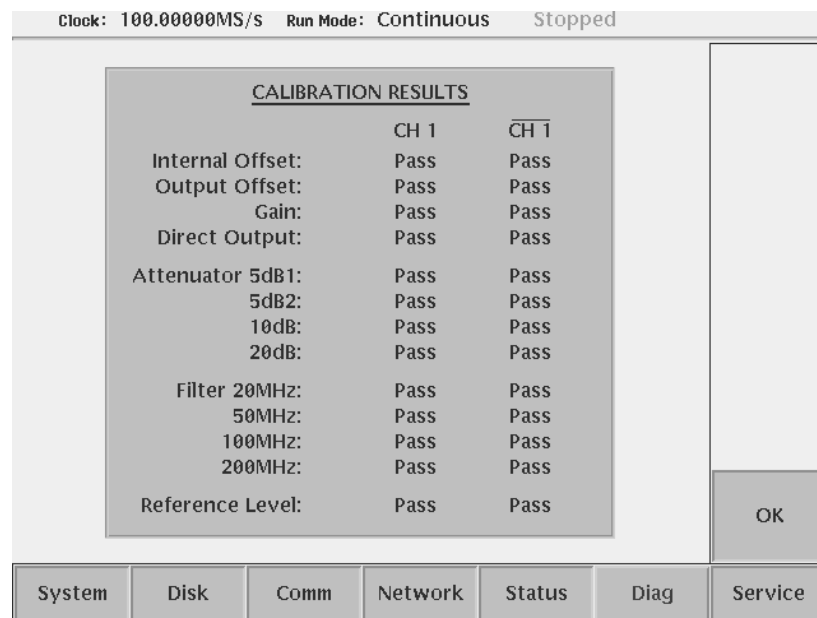 Clock: 100.00000MS/s Run Mode: Continuous Stopped
CALIBRATION RESULTS
CH 1 C̅H̅ ̅1̅
Internal Offset: Pass Pass
Output Offset: Pass Pass
Gain: Pass Pass
Direct Output: Pass Pass
Attenuator 5dB1: Pass Pass
5dB2: Pass Pass
10dB: Pass Pass
20dB: Pass Pass
Filter 20MHz: Pass Pass
50MHz: Pass Pass
100MHz: Pass Pass
200MHz: Pass Pass
Reference Level: Pass Pass
OK
System Disk Comm Network Status Diag Service